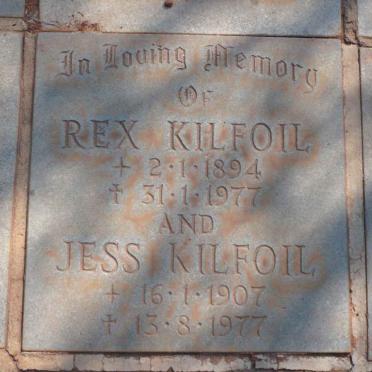 In Loving Memory
Of
REX KILFOIL
+ 2·1·1894
† 31·1·1977
AND
JESS KILFOIL
+ 16·1·1907
† 13·8·1977